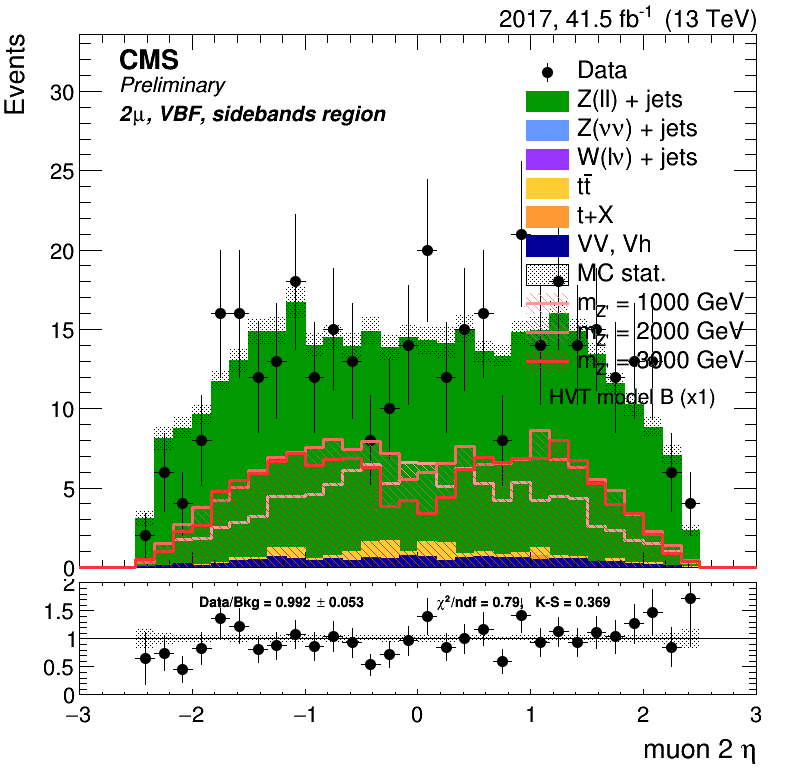 2017, 41.5 fb⁻¹ (13 TeV)
Events
CMS
Preliminary
2μ, VBF, sidebands region
Data
Z(ll) + jets
Z(νν) + jets
W(lν) + jets
tt̄
t+X
VV, Vh
MC stat.
m_Z' = 1000 GeV
m_Z' = 2000 GeV
m_Z' = 3000 GeV
HVT model B (x1)
30
25
20
15
10
5
0
Data/Bkg = 0.992 ± 0.053 χ²/ndf = 0.79, K-S = 0.369
2
1.5
1
0.5
0
−3 −2 −1 0 1 2 3
muon 2 η